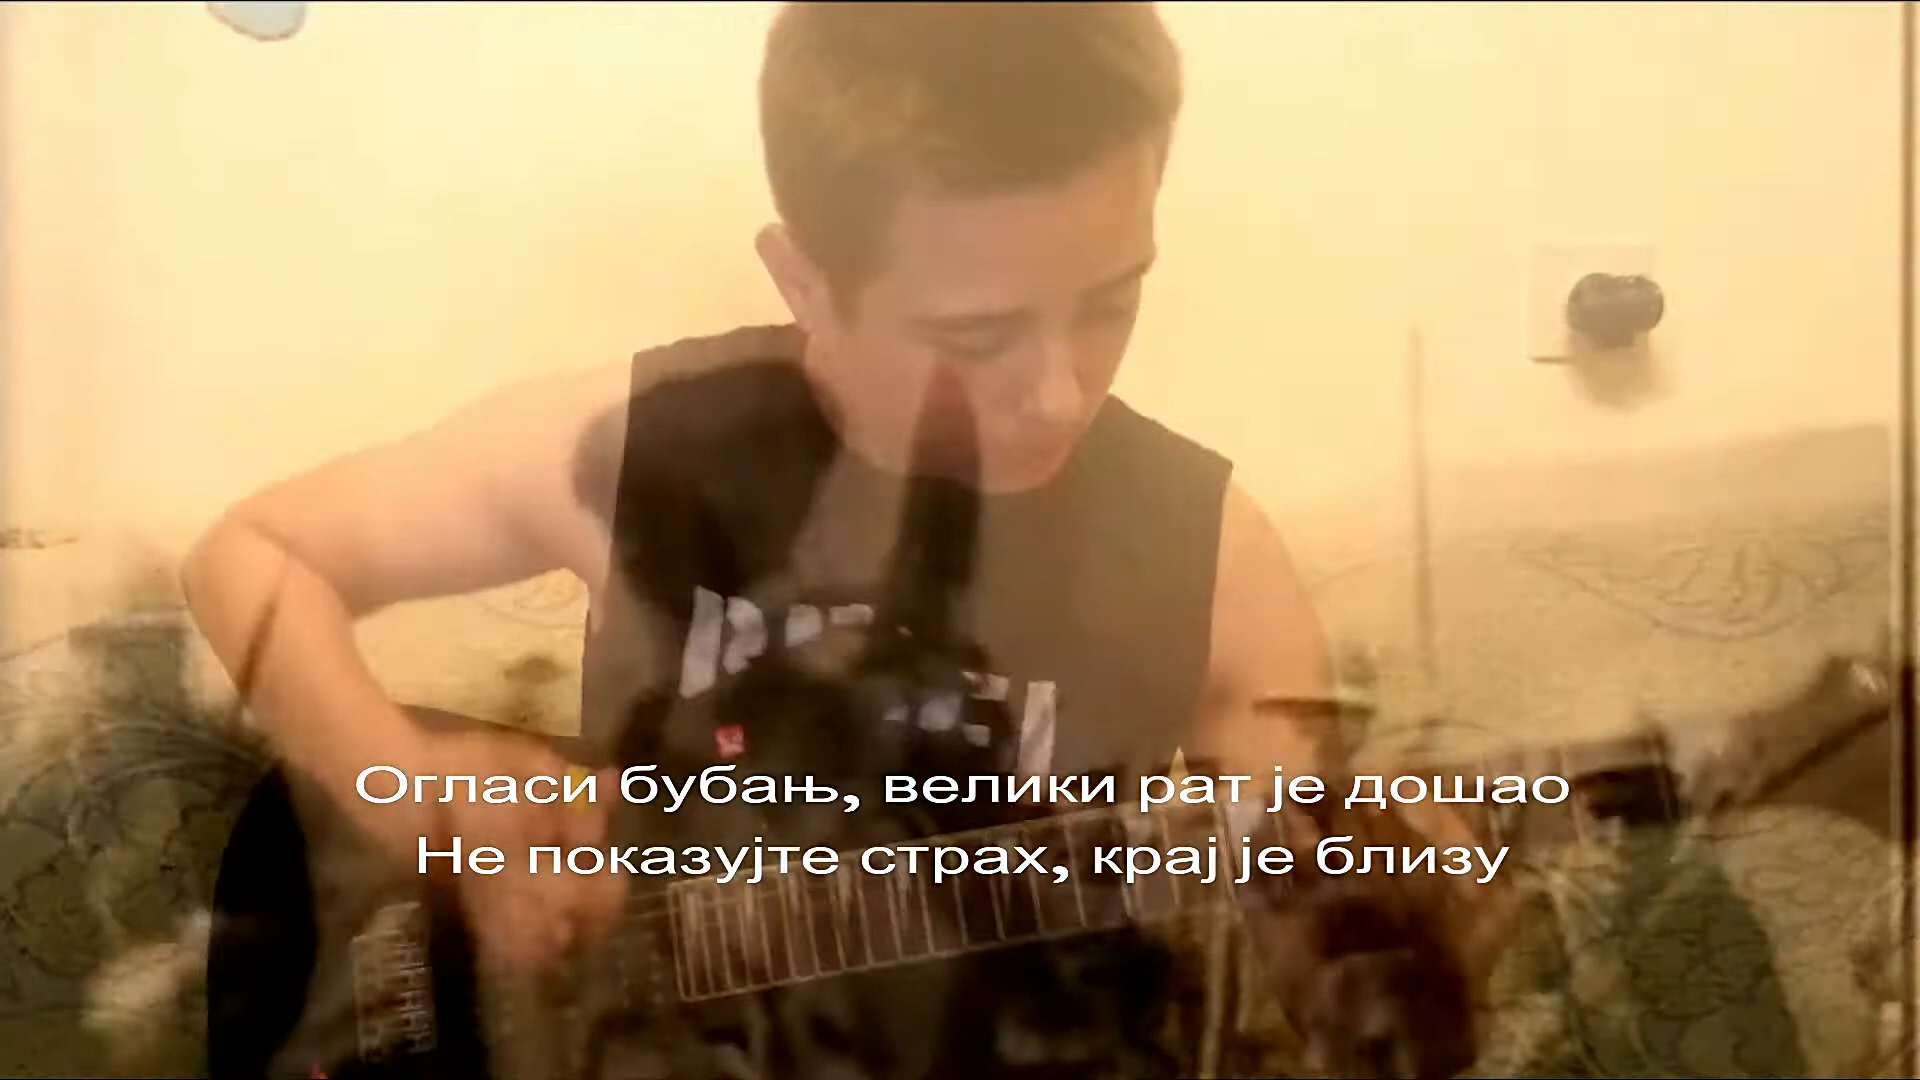 Огласи бубањ, велики рат је дошао
Не показујте страх, крај је близу